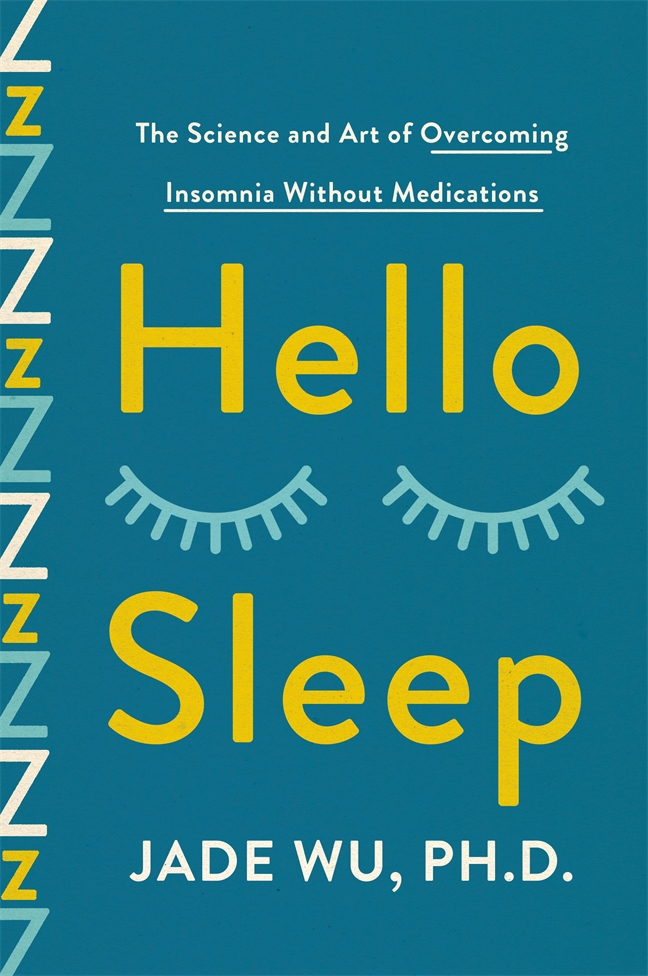 The Science and Art of Overcoming
Insomnia Without Medications
Hello
Sleep
JADE WU, PH.D.
Z
Z
Z
Z
Z
Z
Z
Z
Z
Z
Z
Z